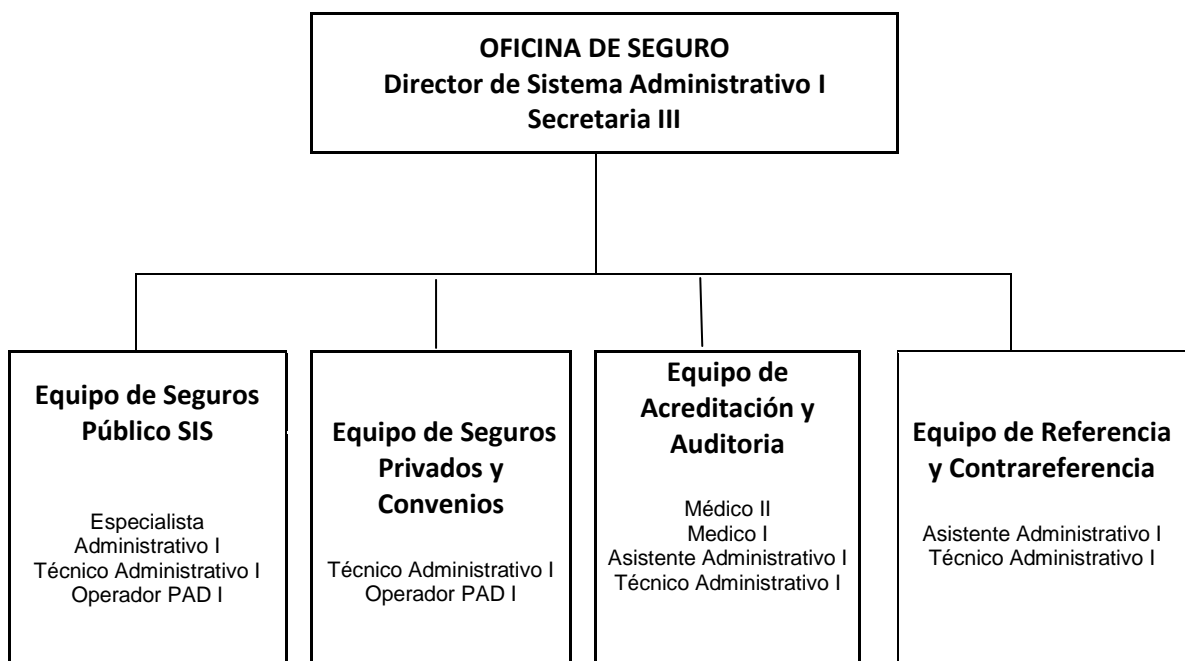 OFICINA DE SEGURO
Director de Sistema Administrativo I
Secretaria III
Equipo de Seguros
Público SIS
Especialista
Administrativo I
Técnico Administrativo I
Operador PAD I
Equipo de Seguros
Privados y
Convenios
Técnico Administrativo I
Operador PAD I
Equipo de
Acreditación y
Auditoria
Médico II
Medico I
Asistente Administrativo I
Técnico Administrativo I
Equipo de Referencia
y Contrareferencia
Asistente Administrativo I
Técnico Administrativo I